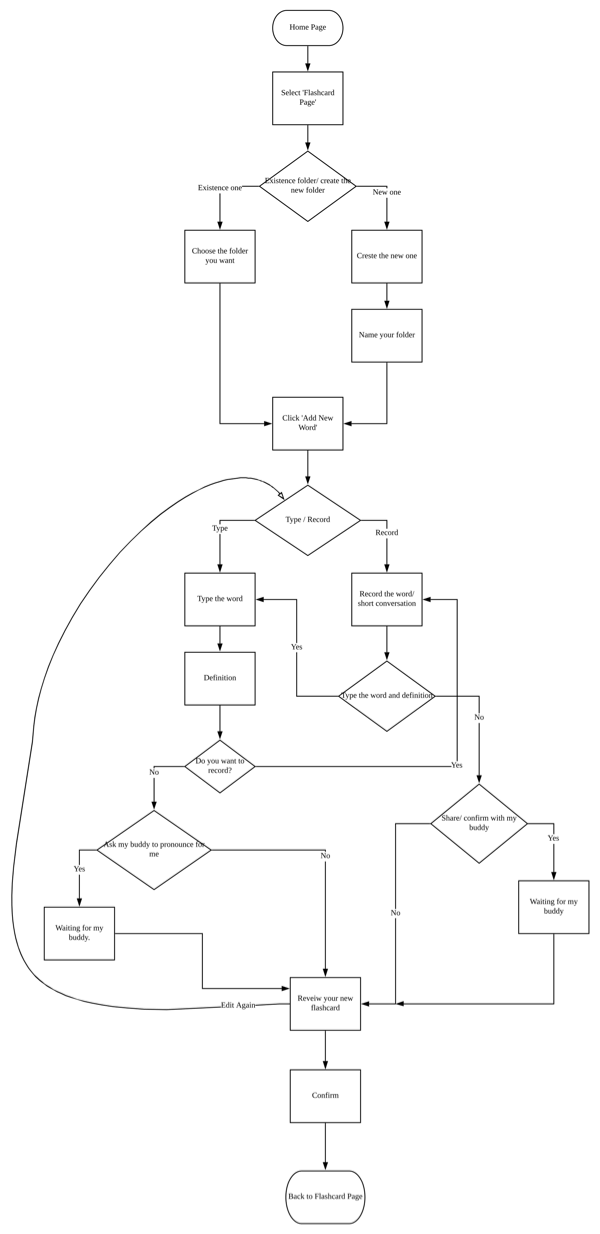 Home Page
Select 'Flashcard
Page'
Existence folder/ create the
new folder
Existence one
New one
Choose the folder
you want
Creste the new one
Name your folder
Click 'Add New
Word'
Type / Record
Type
Record
Type the word
Record the word/
short conversation
Yes
Definition
Type the word and definition
No
Do you want to
record?
Yes
No
Share/ confirm with my
buddy
Ask my buddy to pronounce for
me
Yes
No
Yes
No
Waiting for my
buddy
Waiting for my
buddy.
Edit Again
Reveiw your new
flashcard
Confirm
Back to Flashcard Page